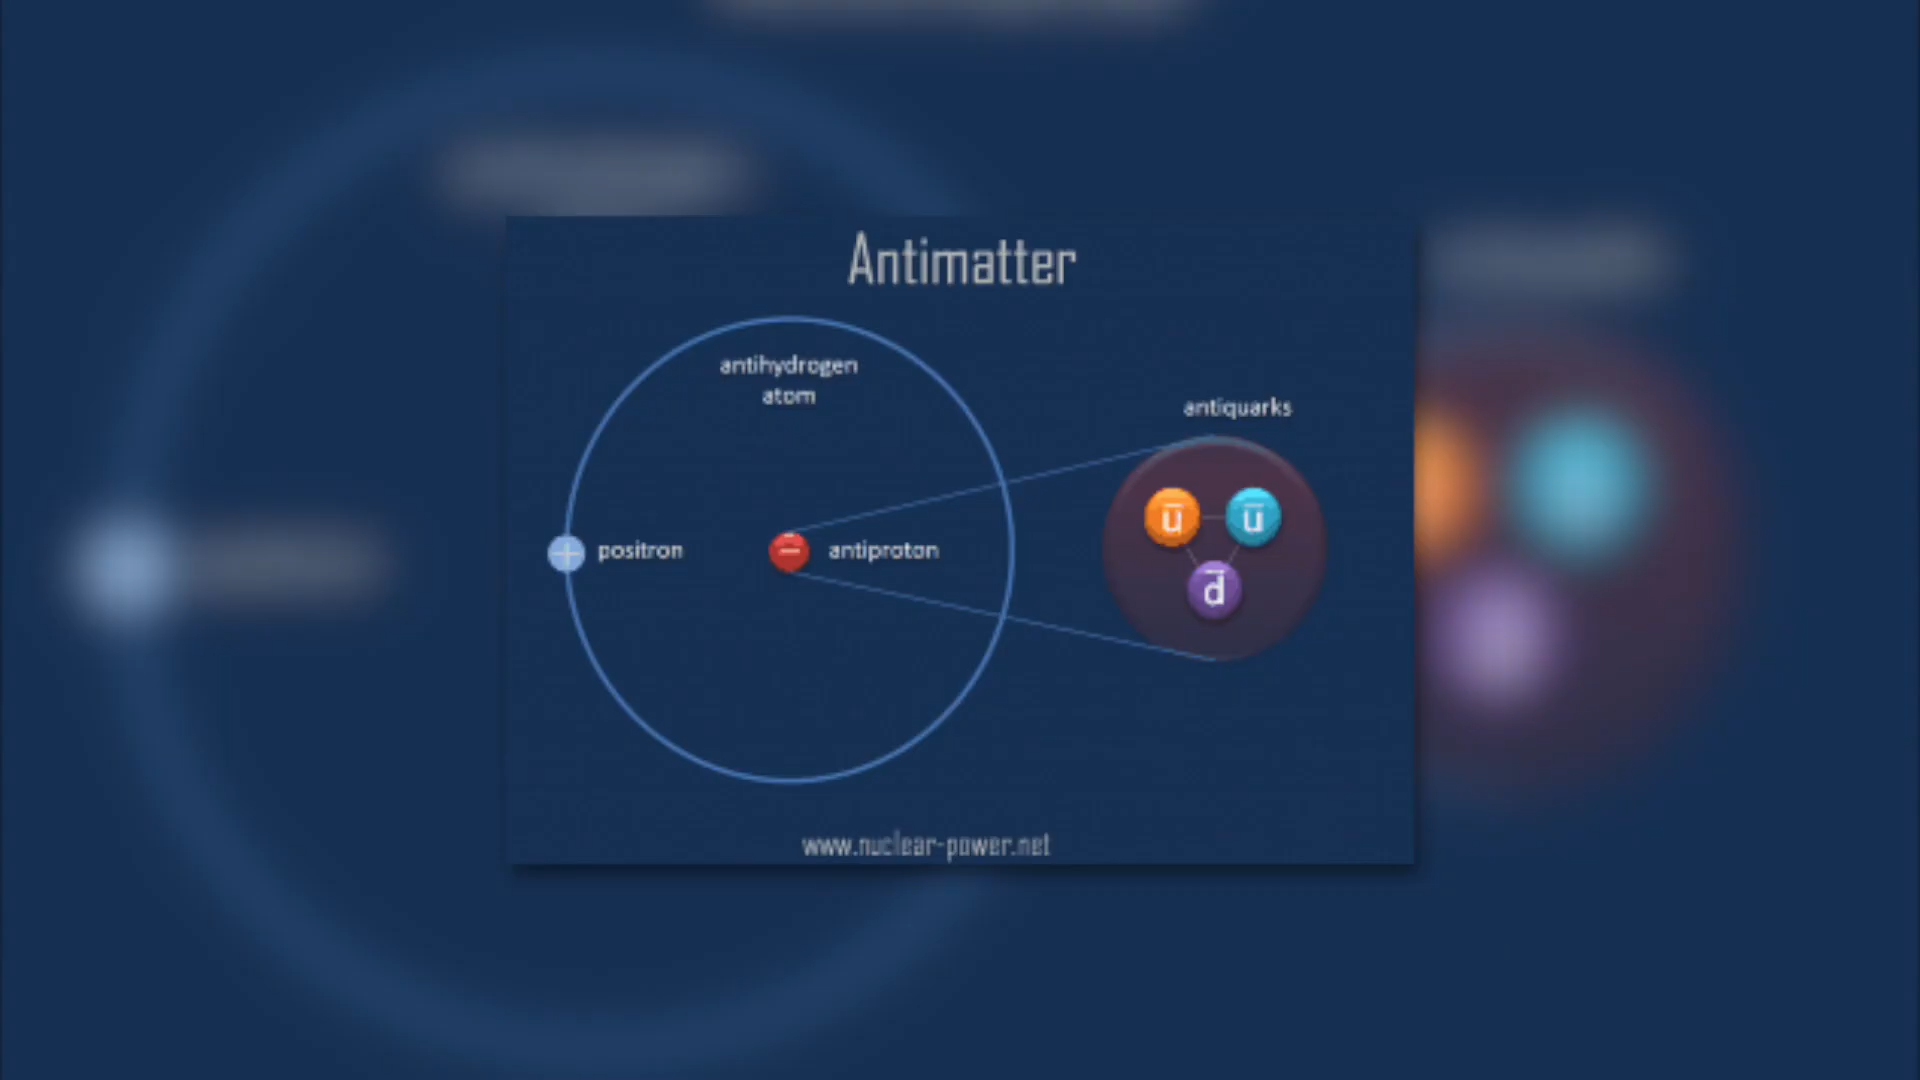 Antimatter
antihydrogen
atom
antiquarks
ū ū
positron
−
antiproton
d̄
www.nuclear-power.net